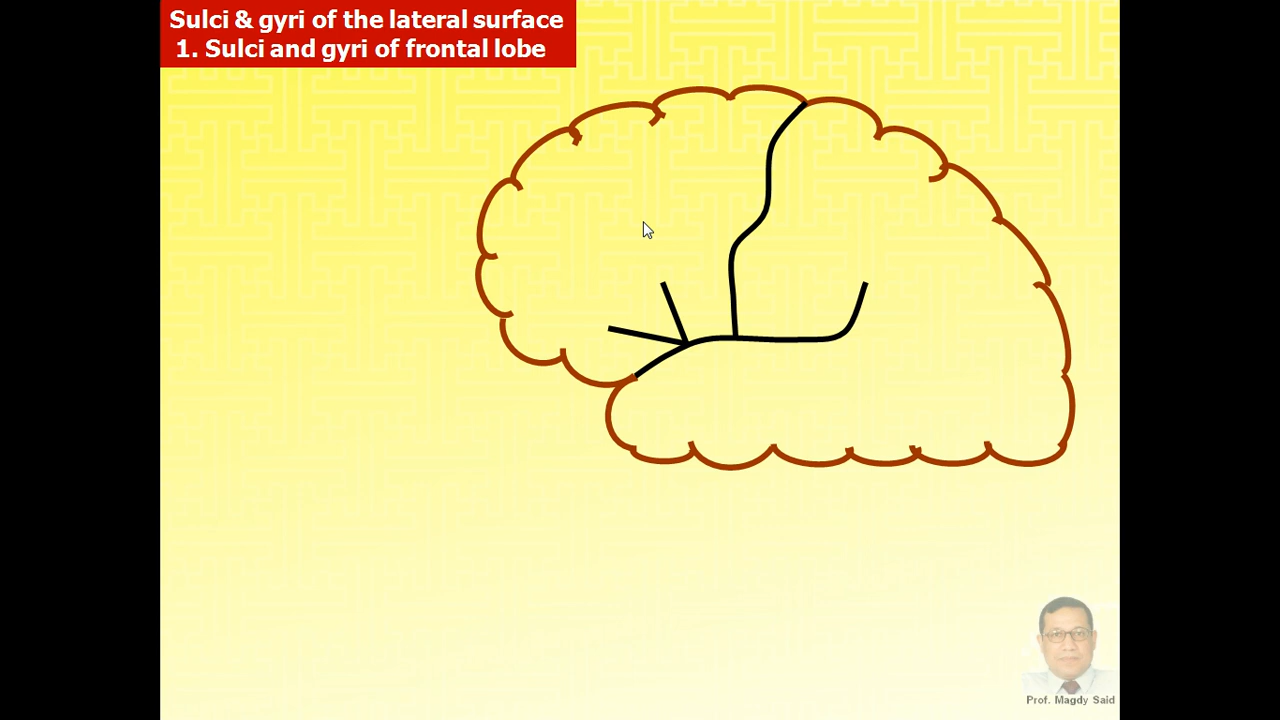 Sulci & gyri of the lateral surface
1. Sulci and gyri of frontal lobe
Prof. Magdy Said